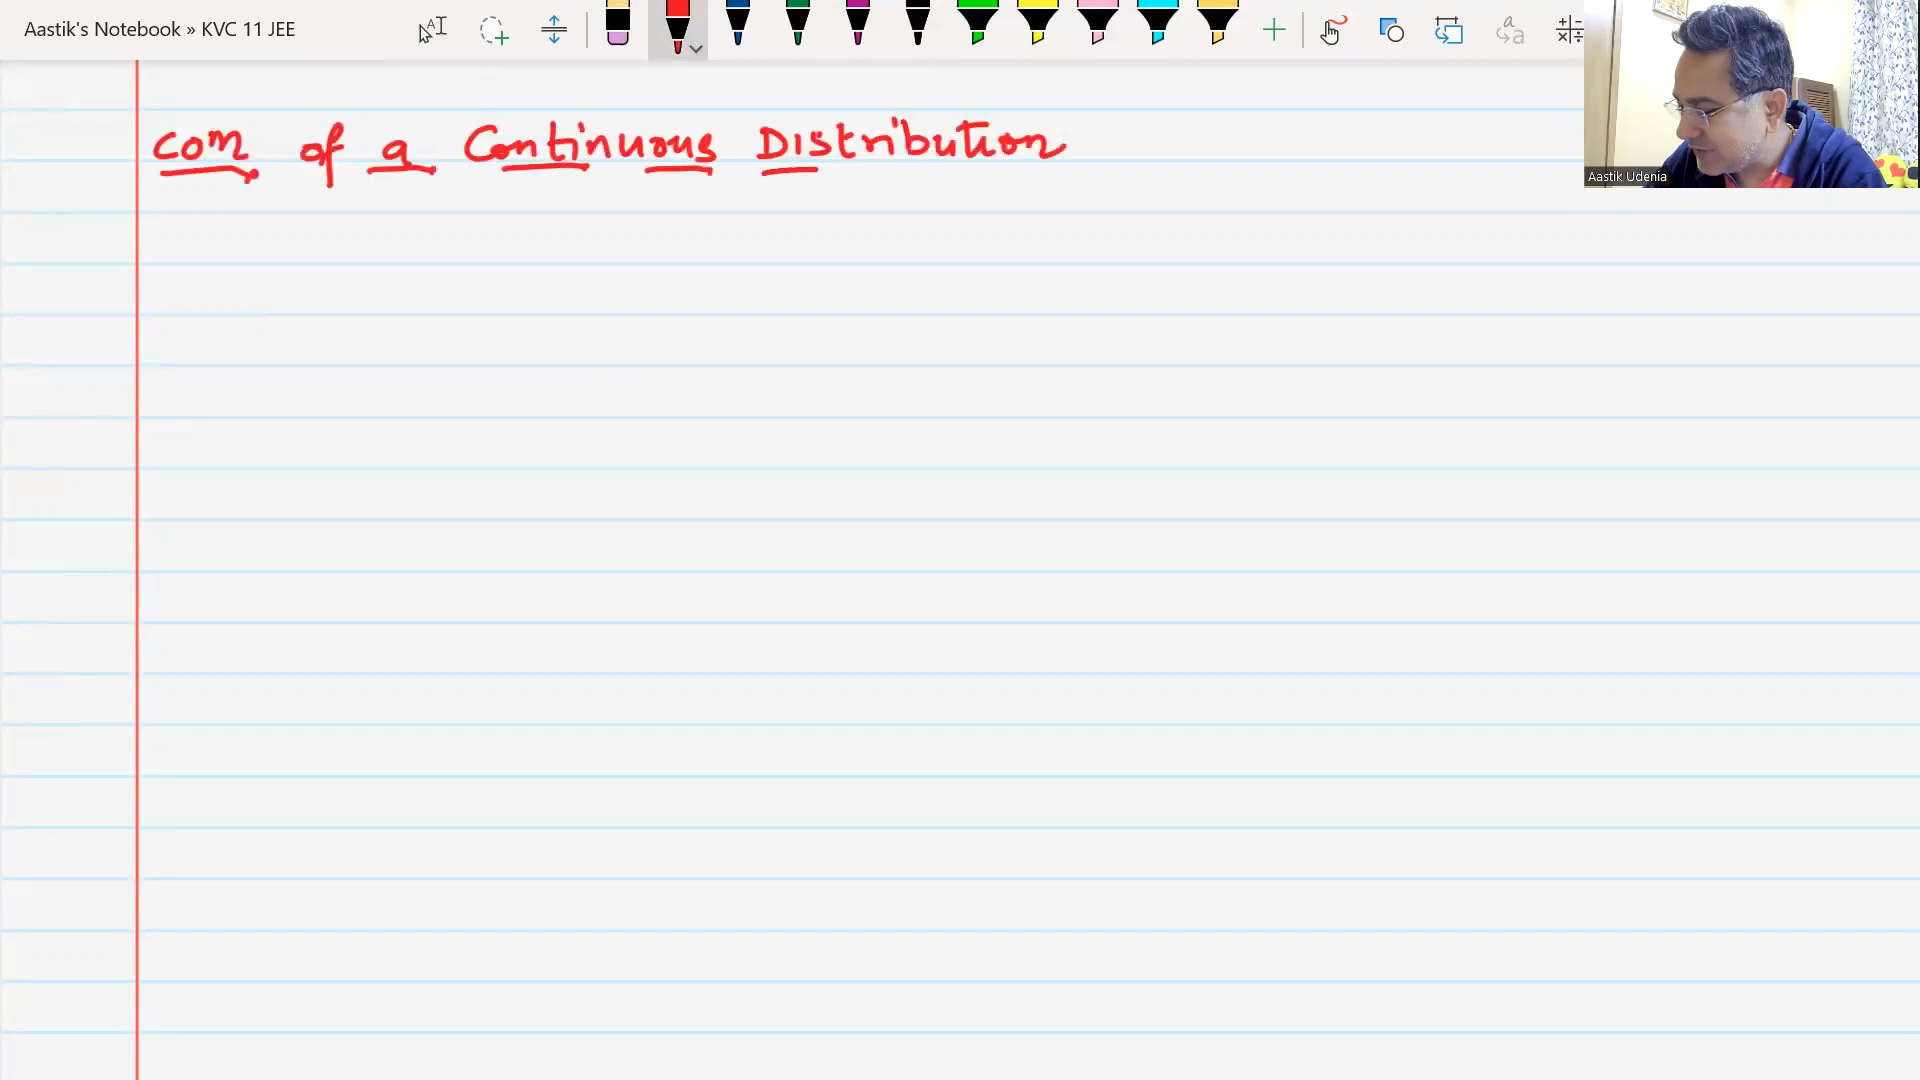 Aastik's Notebook » KVC 11 JEE
COM of a Continuous Distribution
Aastik Udenia